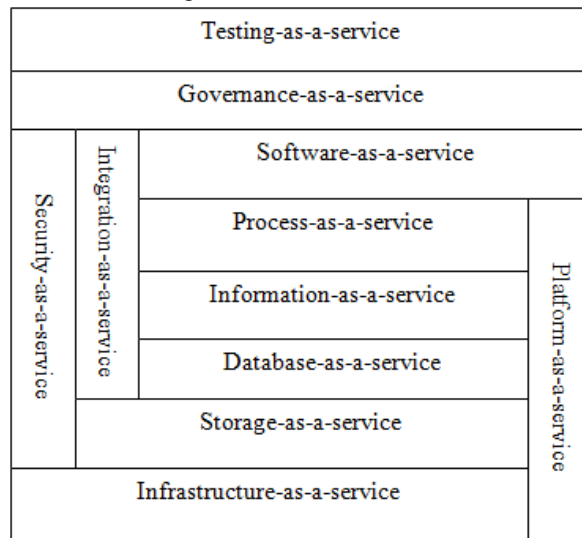 Testing-as-a-service
Governance-as-a-service
Security-as-a-service
Integration-as-a-service
Software-as-a-service
Process-as-a-service
Information-as-a-service
Database-as-a-service
Storage-as-a-service
Platform-as-a-service
Infrastructure-as-a-service